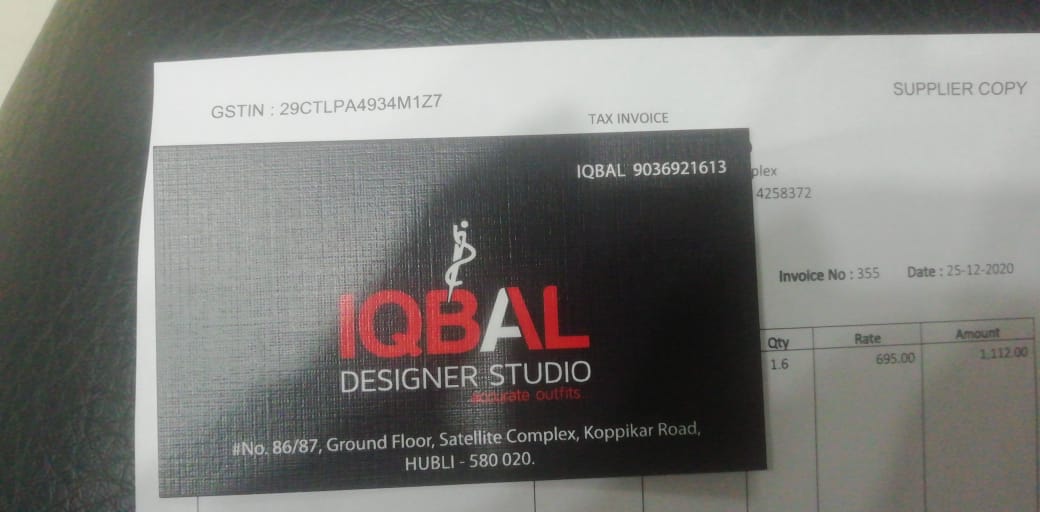 GSTIN : 29CTLPA4934M1Z7
SUPPLIER COPY
TAX INVOICE
plex
4258372
Invoice No : 355 Date : 25-12-2020
Qty Rate Amount
1.6 695.00 1,112.00
IQBAL 9036921613
IQBAL
DESIGNER STUDIO
accurate outfits
#No. 86/87, Ground Floor, Satellite Complex, Koppikar Road,
HUBLI - 580 020.